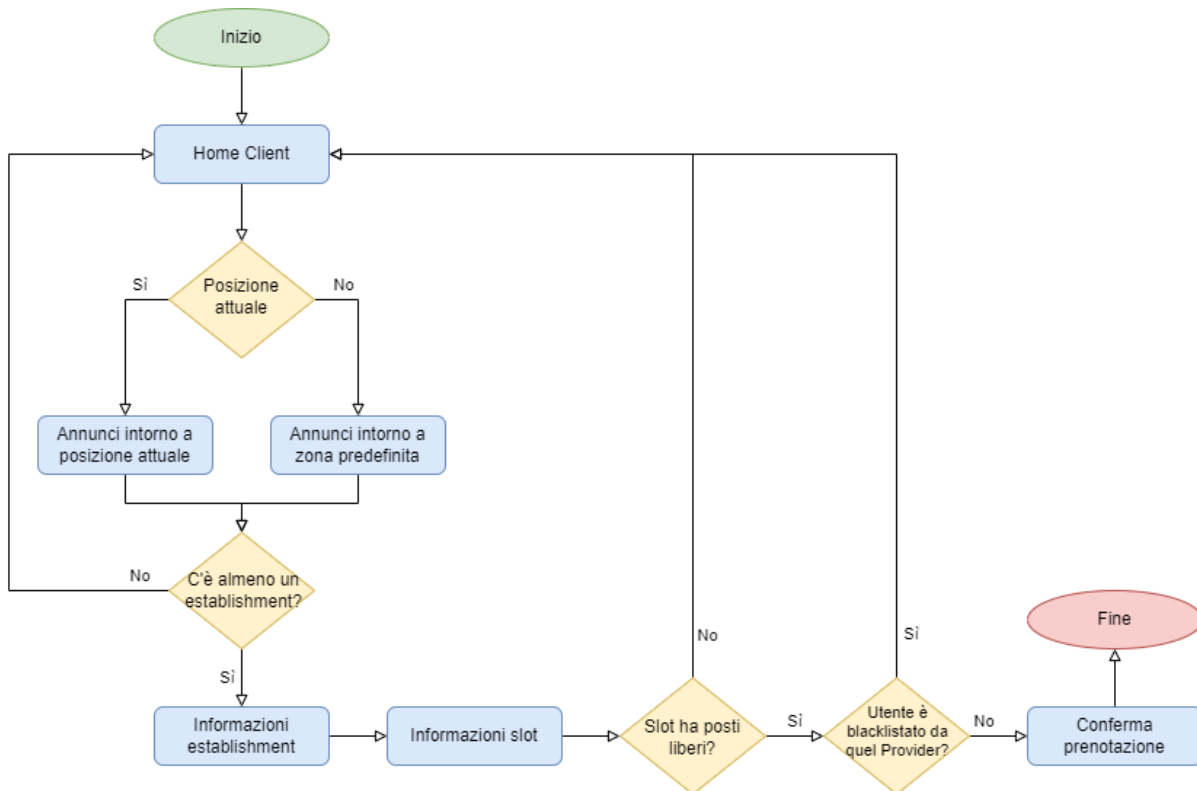 Inizio
Home Client
Posizione
attuale
Sì
No
Annunci intorno a
posizione attuale
Annunci intorno a
zona predefinita
C'è almeno un
establishment?
No
Sì
Informazioni
establishment
Informazioni slot
Slot ha posti
liberi?
No
Sì
Utente è
blacklistato da
quel Provider?
Sì
No
Conferma
prenotazione
Fine